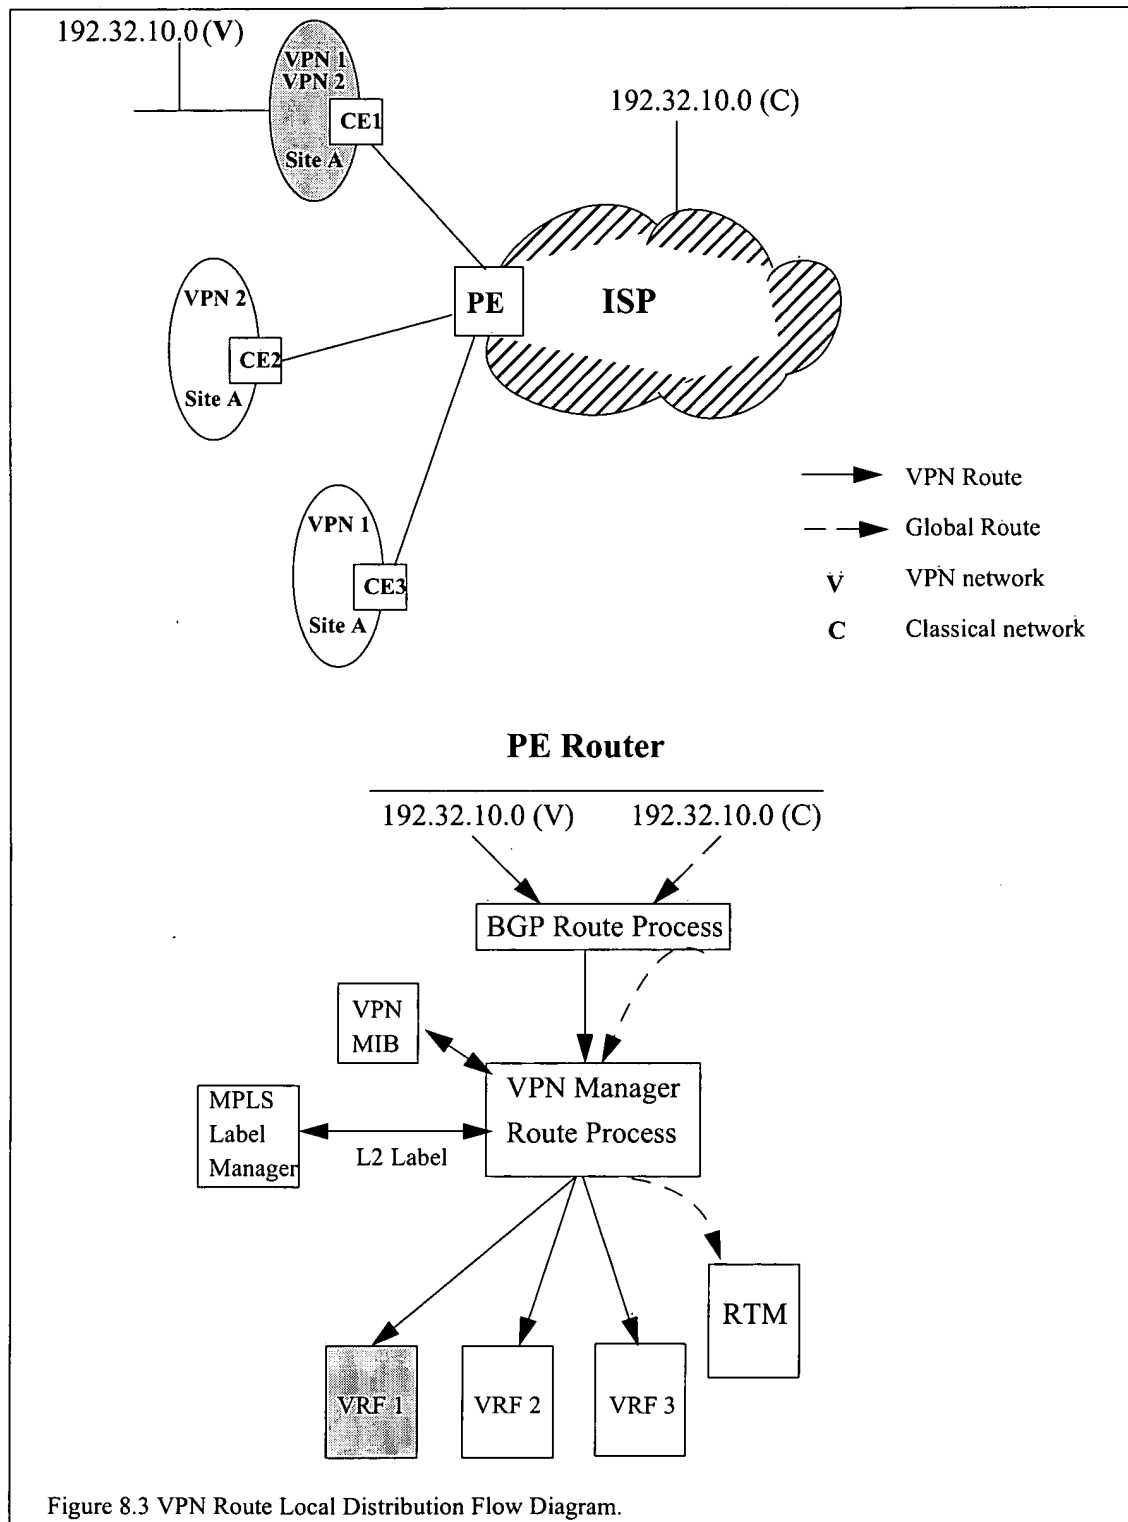 192.32.10.0 (V)
VPN 1
VPN 2
CE1
Site A
192.32.10.0 (C)
VPN 2
CE2
Site A
PE
ISP
VPN 1
CE3
Site A
VPN Route
Global Route
V VPN network
C Classical network
PE Router
192.32.10.0 (V) 192.32.10.0 (C)
BGP Route Process
VPN
MIB
VPN Manager
Route Process
MPLS
Label
Manager
L2 Label
RTM
VRF 1
VRF 2
VRF 3
Figure 8.3 VPN Route Local Distribution Flow Diagram.